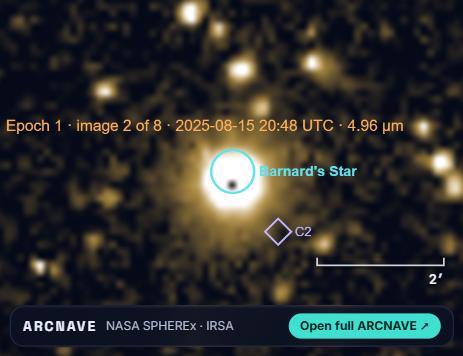 Epoch 1 · image 2 of 8 · 2025-08-15 20:48 UTC · 4.96 μm
Barnard's Star
C2
2′
ARCNAVE NASA SPHEREx · IRSA Open full ARCNAVE ↗